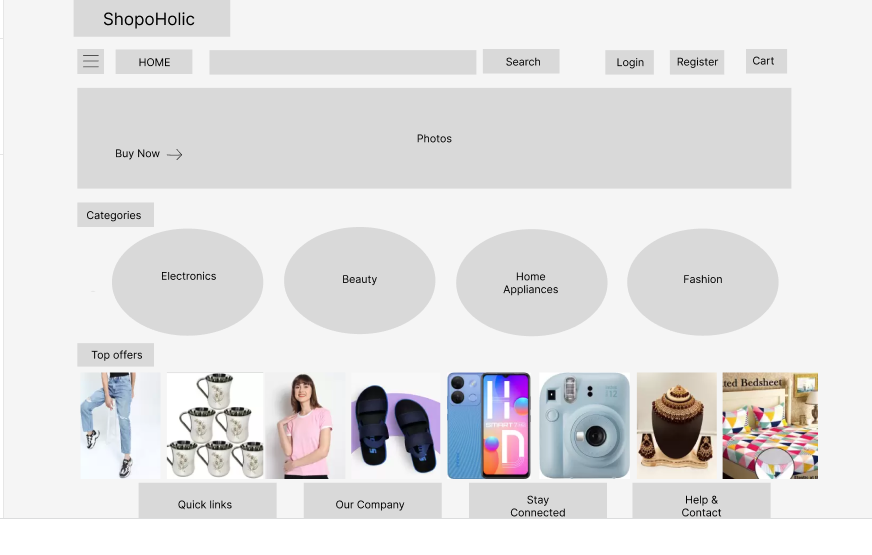 ShopoHolic
HOME
Search
Login
Register
Cart
Photos
Buy Now
Categories
Electronics
Beauty
Home
Appliances
Fashion
Top offers
ted Bedsheet
SMART
Quick links
Our Company
Stay
Connected
Help &
Contact